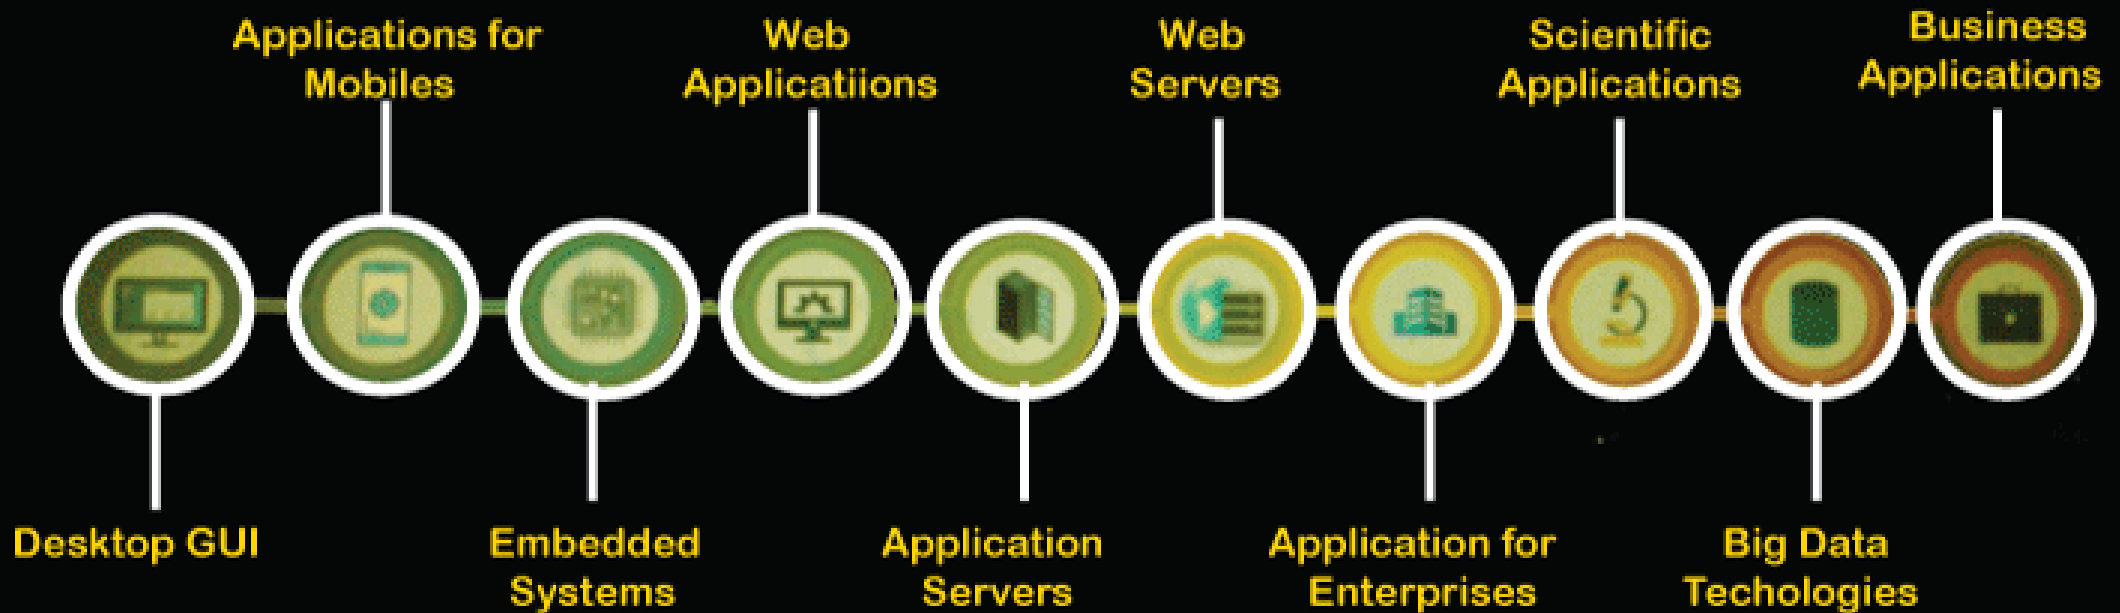 Applications for
Mobiles
Web
Applicatiions
Web
Servers
Scientific
Applications
Business
Applications
Desktop GUI
Embedded
Systems
Application
Servers
Application for
Enterprises
Big Data
Techologies